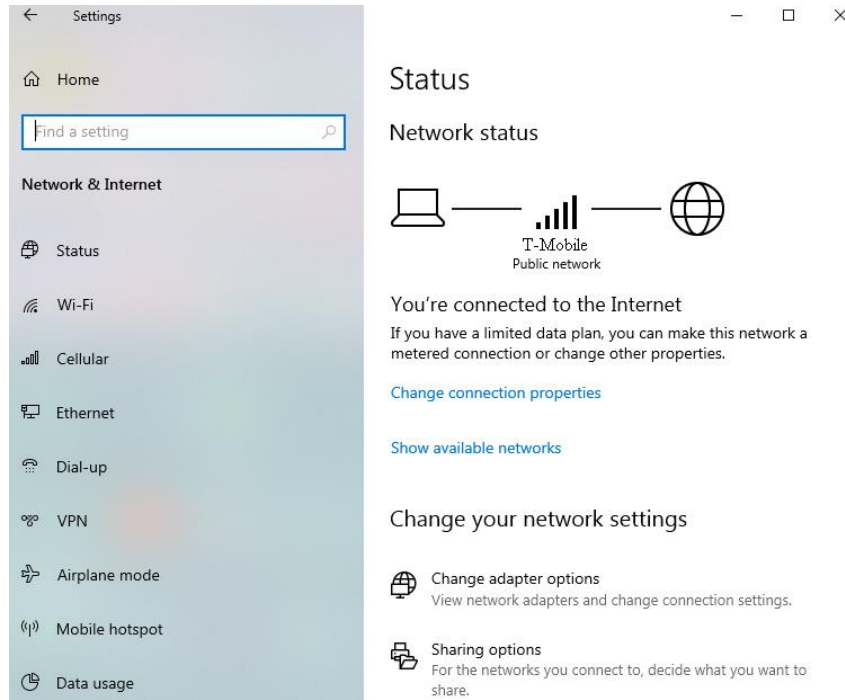 Settings
Home
Find a setting
Network & Internet
Status
Wi-Fi
Cellular
Ethernet
Dial-up
VPN
Airplane mode
Mobile hotspot
Data usage
Status
Network status
T-Mobile
Public network
You're connected to the Internet
If you have a limited data plan, you can make this network a
metered connection or change other properties.
Change connection properties
Show available networks
Change your network settings
Change adapter options
View network adapters and change connection settings.
Sharing options
For the networks you connect to, decide what you want to
share.